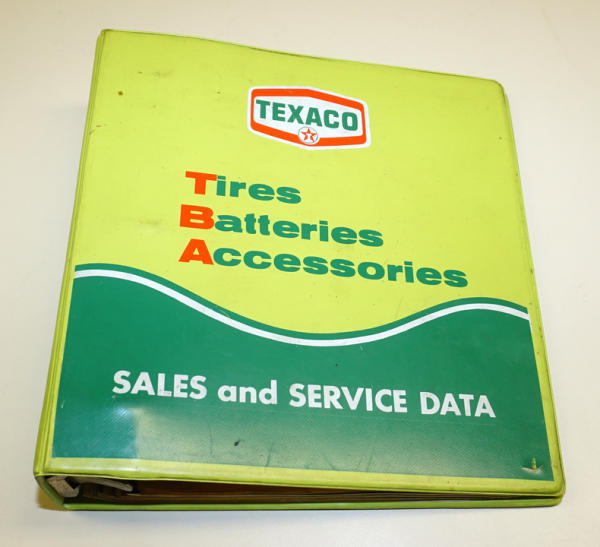 TEXACO
Tires
Batteries
Accessories
SALES and SERVICE DATA